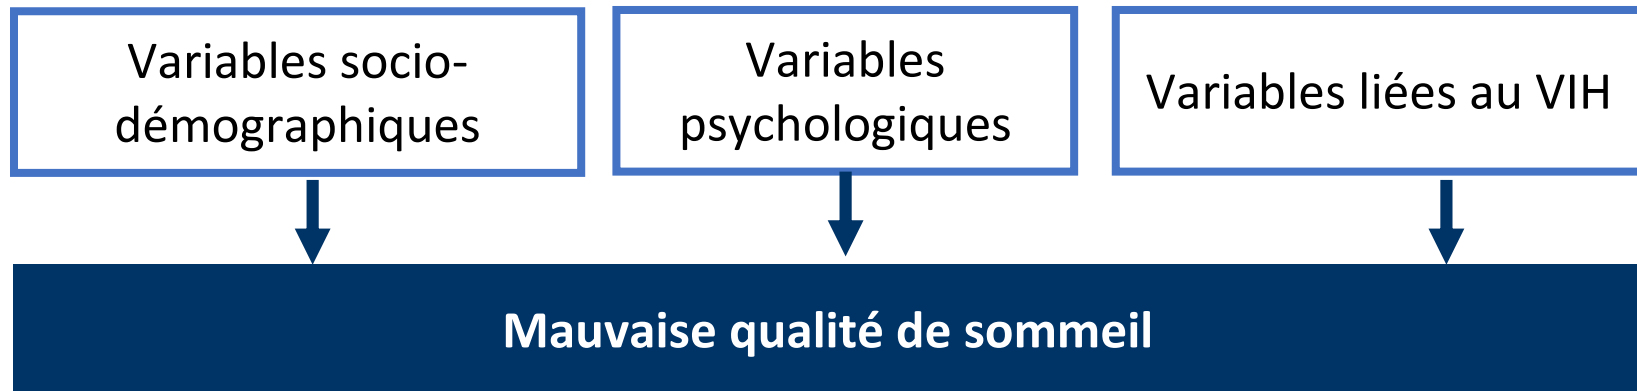 Variables socio-
démographiques
Variables
psychologiques
Variables liées au VIH
Mauvaise qualité de sommeil